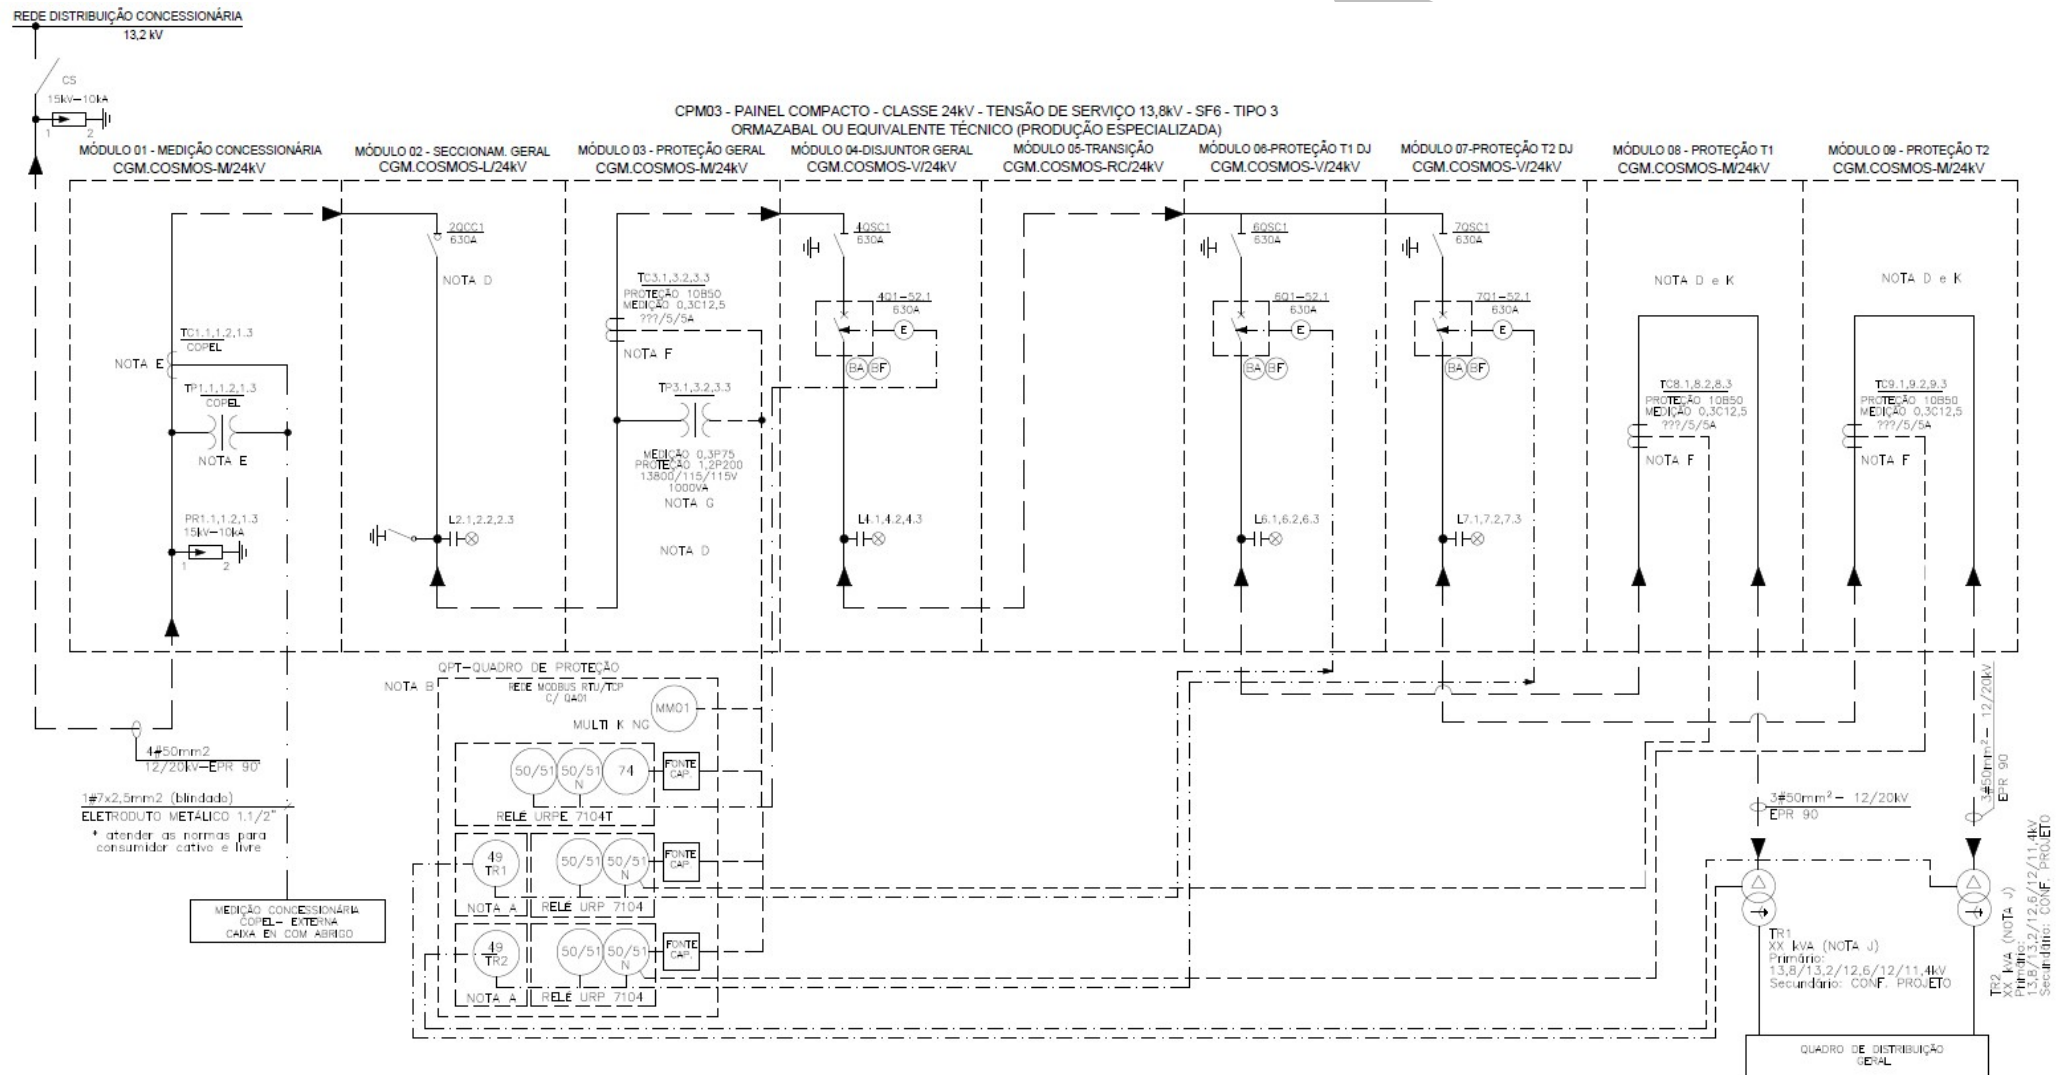 REDE DISTRIBUIÇÃO CONCESSIONÁRIA
13,2 kV
CS
15kV-10kA
1 2
CPM03 - PAINEL COMPACTO - CLASSE 24kV - TENSÃO DE SERVIÇO 13,8kV - SF6 - TIPO 3
ORMAZABAL OU EQUIVALENTE TÉCNICO (PRODUÇÃO ESPECIALIZADA)
MÓDULO 01 - MEDIÇÃO CONCESSIONÁRIA
CGM.COSMOS-M/24kV
MÓDULO 02 - SECCIONAM. GERAL
CGM.COSMOS-L/24kV
MÓDULO 03 - PROTEÇÃO GERAL
CGM.COSMOS-M/24kV
MÓDULO 04-DISJUNTOR GERAL
CGM.COSMOS-V/24kV
MÓDULO 05-TRANSIÇÃO
CGM.COSMOS-RC/24kV
MÓDULO 06-PROTEÇÃO T1 DJ
CGM.COSMOS-V/24kV
MÓDULO 07-PROTEÇÃO T2 DJ
CGM.COSMOS-V/24kV
MÓDULO 08 - PROTEÇÃO T1
CGM.COSMOS-M/24kV
MÓDULO 09 - PROTEÇÃO T2
CGM.COSMOS-M/24kV
TC1.1,1.2,1.3
COPEL
NOTA E
TP1.1,1.2,1.3
COPEL
NOTA E
PR1.1,1.2,1.3
15kV-10kA
1 2
2QCC1
630A
NOTA D
L2.1,2.2,2.3
TC3.1,3.2,3.3
PROTEÇÃO 10B50
MEDIÇÃO 0,3C12,5
???/5/5A
NOTA F
TP3.1,3.2,3.3
MEDIÇÃO 0,3P75
PROTEÇÃO 1,2P200
13800/115/115V
1000VA
NOTA G
NOTA D
4QSC1
630A
4Q1-52.1
630A
E
BA BF
L4.1,4.2,4.3
6QSC1
630A
6Q1-52.1
630A
E
BA BF
L6.1,6.2,6.3
7QSC1
630A
7Q1-52.1
630A
E
BA BF
L7.1,7.2,7.3
NOTA D e K
TC8.1,8.2,8.3
PROTEÇÃO 10B50
MEDIÇÃO 0,3C12,5
???/5/5A
NOTA F
NOTA D e K
TC9.1,9.2,9.3
PROTEÇÃO 10B50
MEDIÇÃO 0,3C12,5
???/5/5A
NOTA F
4#50mm2
12/20kV-EPR 90
1#7x2,5mm2 (blindado)
ELETRODUTO METÁLICO 1.1/2"
* atender as normas para
consumidor cativo e livre
MEDIÇÃO CONCESSIONÁRIA
COPEL- EXTERNA
CAIXA EN COM ABRIGO
QPT-QUADRO DE PROTEÇÃO
NOTA B
REDE MODBUS RTU/TCP
C/ QA01
MM01
MULTI K NG
50/51 50/51 74
N
FONTE
CAP.
RELÉ URPE 7104T
49
TR1
50/51 50/51
N
FONTE
CAP.
NOTA A
RELÉ URP 7104
49
TR2
50/51 50/51
N
FONTE
CAP.
NOTA A
RELÉ URP 7104
3#50mm² - 12/20kV
EPR 90
3#50mm² - 12/20kV
EPR 90
TR1
XX kVA (NOTA J)
Primário:
13,8/13,2/12,6/12/11,4kV
Secundário: CONF. PROJETO
TR2
XX kVA (NOTA J)
Primário:
13,8/13,2/12,6/12/11,4kV
Secundário: CONF. PROJETO
QUADRO DE DISTRIBUIÇÃO
GERAL